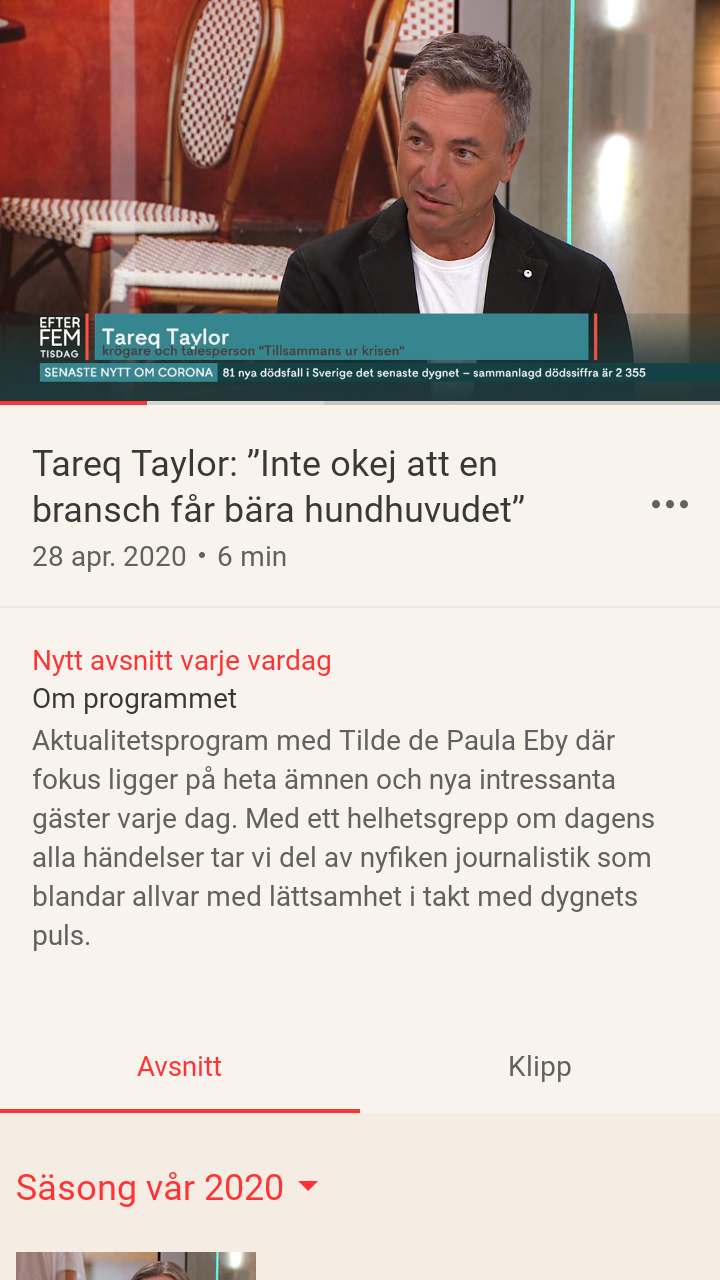 EFTER
FEM
TISDAG
Tareq Taylor
krögare och talesperson "Tillsammans ur krisen"
SENASTE NYTT OM CORONA 81 nya dödsfall i Sverige det senaste dygnet – sammanlagd dödssiffra är 2 355
Tareq Taylor: ”Inte okej att en
bransch får bära hundhuvudet”
28 apr. 2020 • 6 min
Nytt avsnitt varje vardag
Om programmet
Aktualitetsprogram med Tilde de Paula Eby där
fokus ligger på heta ämnen och nya intressanta
gäster varje dag. Med ett helhetsgrepp om dagens
alla händelser tar vi del av nyfiken journalistik som
blandar allvar med lättsamhet i takt med dygnets
puls.
Avsnitt Klipp
Säsong vår 2020